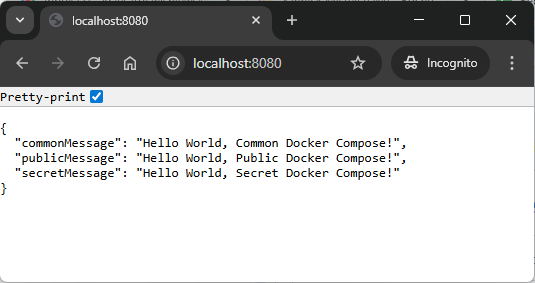 localhost:8080
localhost:8080
Incognito
Pretty-print
{
  "commonMessage": "Hello World, Common Docker Compose!",
  "publicMessage": "Hello World, Public Docker Compose!",
  "secretMessage": "Hello World, Secret Docker Compose!"
}